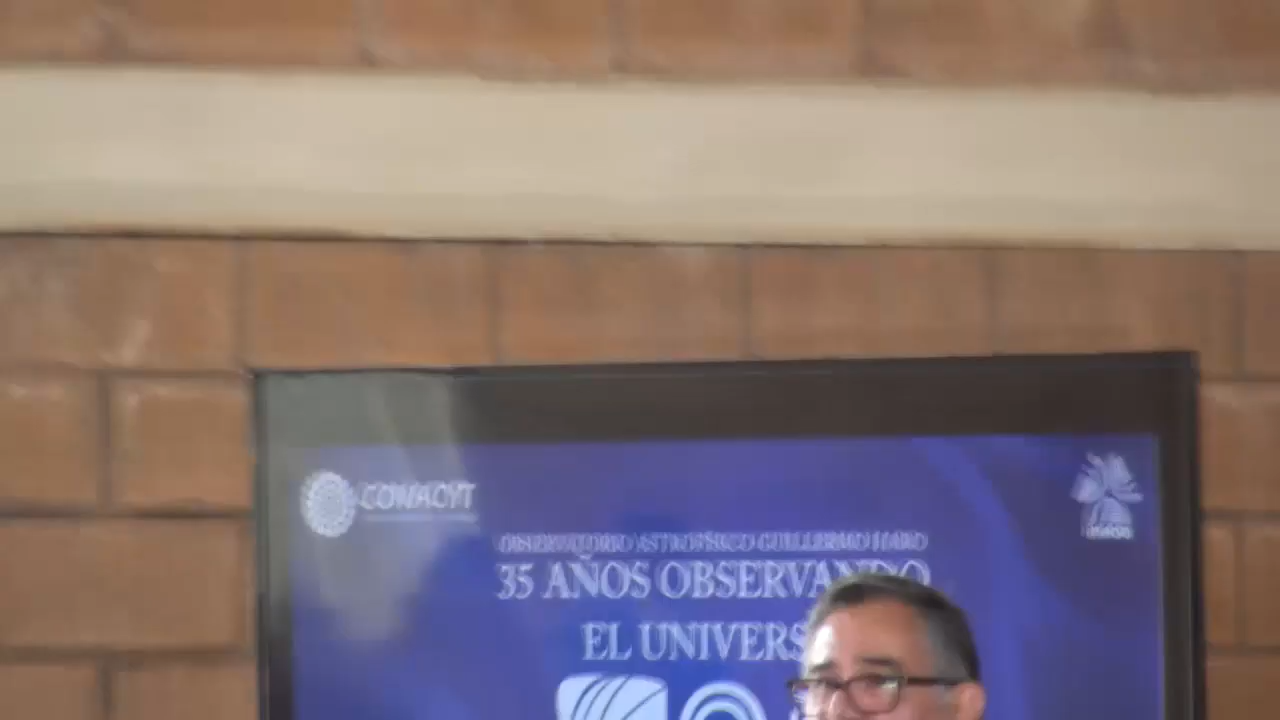 CONACYT
OBSERVATORIO ASTROFÍSICO GUILLERMO HARO
35 AÑOS OBSERVANDO
EL UNIVERS